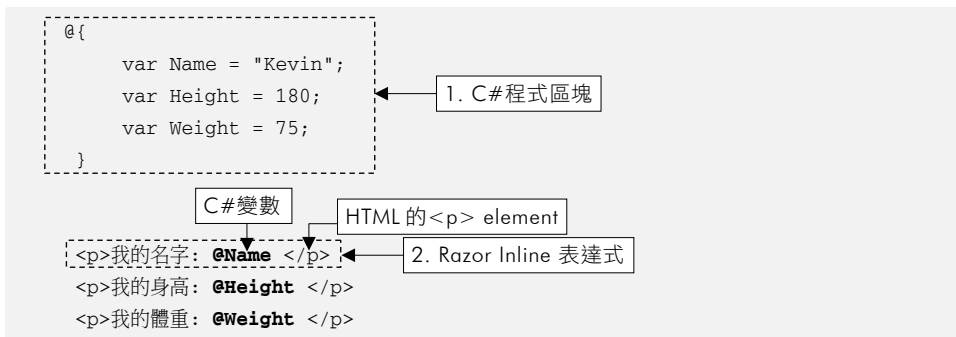 @{
var Name = "Kevin";
var Height = 180;
var Weight = 75;
}
1. C#程式區塊
C#變數
HTML 的<p> element
<p>我的名字: @Name </p>
2. Razor Inline 表達式
<p>我的身高: @Height </p>
<p>我的體重: @Weight </p>